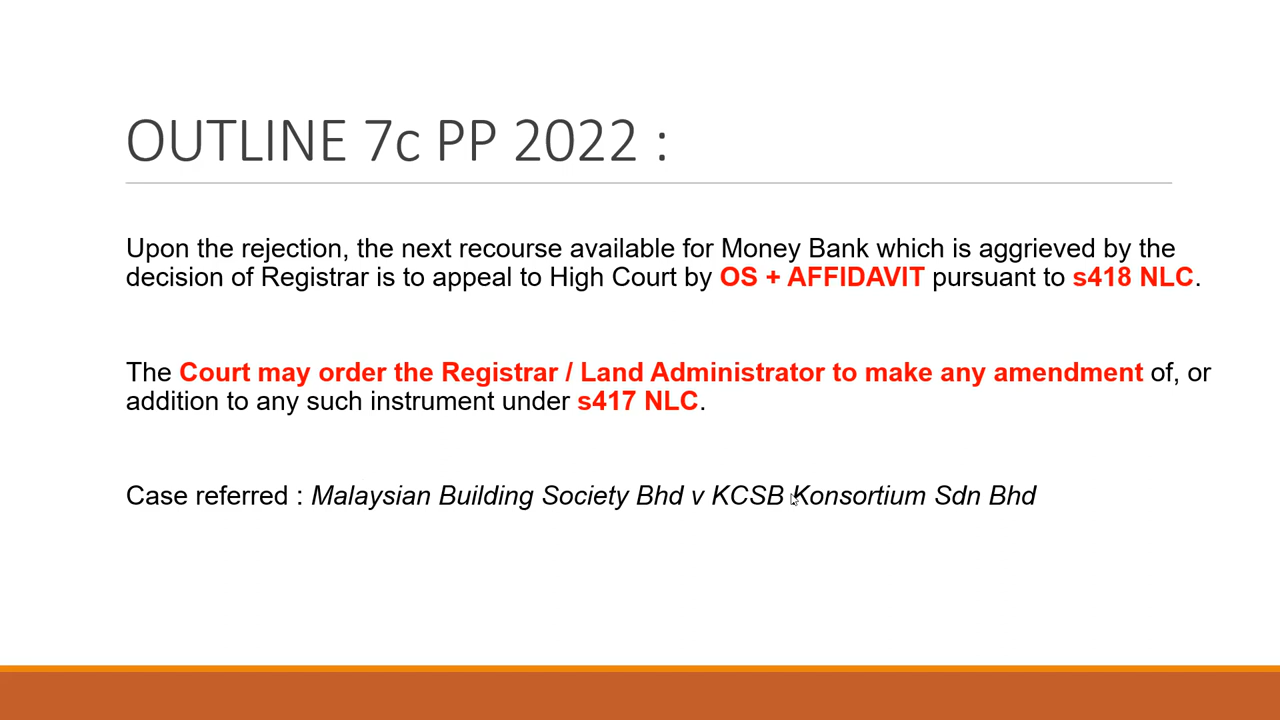 OUTLINE 7c PP 2022 :
Upon the rejection, the next recourse available for Money Bank which is aggrieved by the
decision of Registrar is to appeal to High Court by OS + AFFIDAVIT pursuant to s418 NLC.
The Court may order the Registrar / Land Administrator to make any amendment of, or
addition to any such instrument under s417 NLC.
Case referred : Malaysian Building Society Bhd v KCSB Konsortium Sdn Bhd